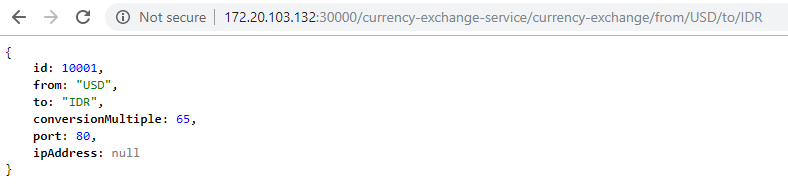 Not secure | 172.20.103.132:30000/currency-exchange-service/currency-exchange/from/USD/to/IDR
{
id: 10001,
from: "USD",
to: "IDR",
conversionMultiple: 65,
port: 80,
ipAddress: null
}